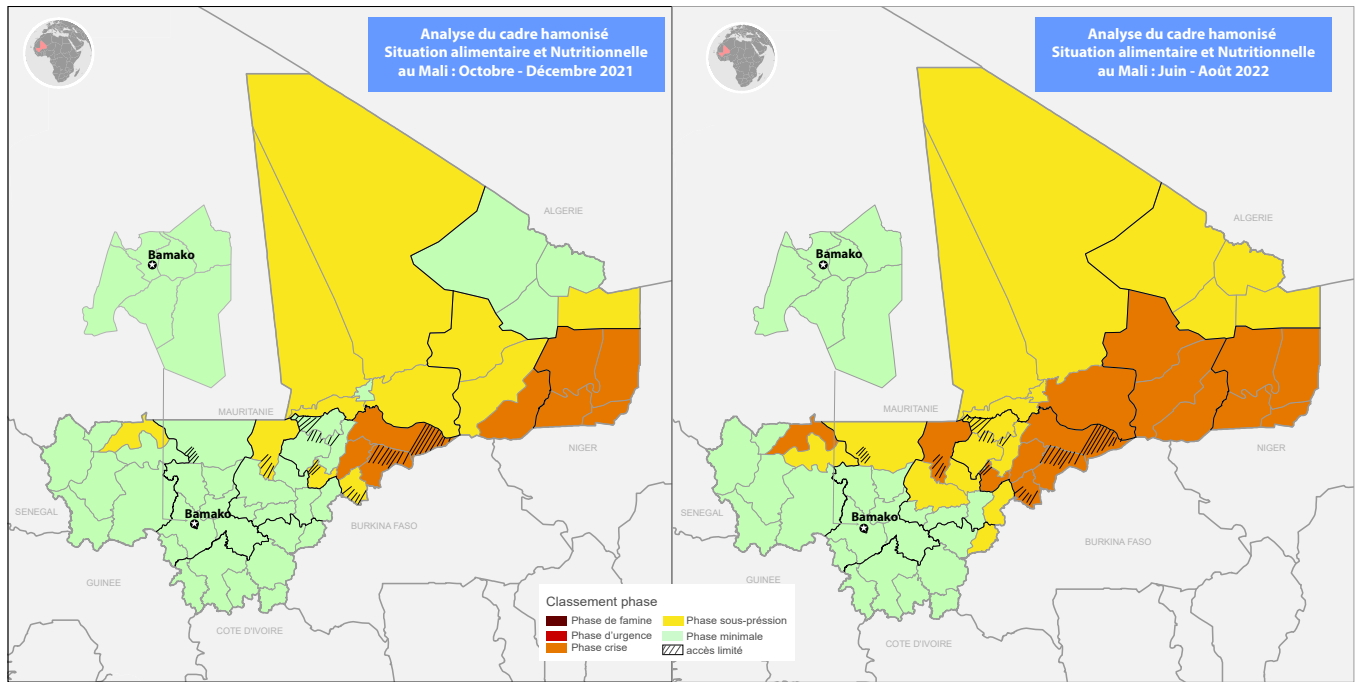 Analyse du cadre hamonisé
Situation alimentaire et Nutritionnelle
au Mali : Octobre - Décembre 2021
ALGERIE
Bamako
MAURITANIE
NIGER
SENEGAL
Bamako
BURKINA FASO
GUINEE
COTE D'IVOIRE
Analyse du cadre hamonisé
Situation alimentaire et Nutritionnelle
au Mali : Juin - Août 2022
ALGERIE
Bamako
MAURITANIE
NIGER
SENEGAL
Bamako
BURKINA FASO
GUINEE
COTE D'IVOIRE
Classement phase
Phase de famine
Phase d'urgence
Phase crise
Phase sous-préssion
Phase minimale
accès limité